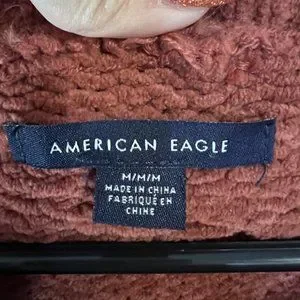 AMERICAN EAGLE
M/M/M
MADE IN CHINA
FABRIQUÉ EN
CHINE